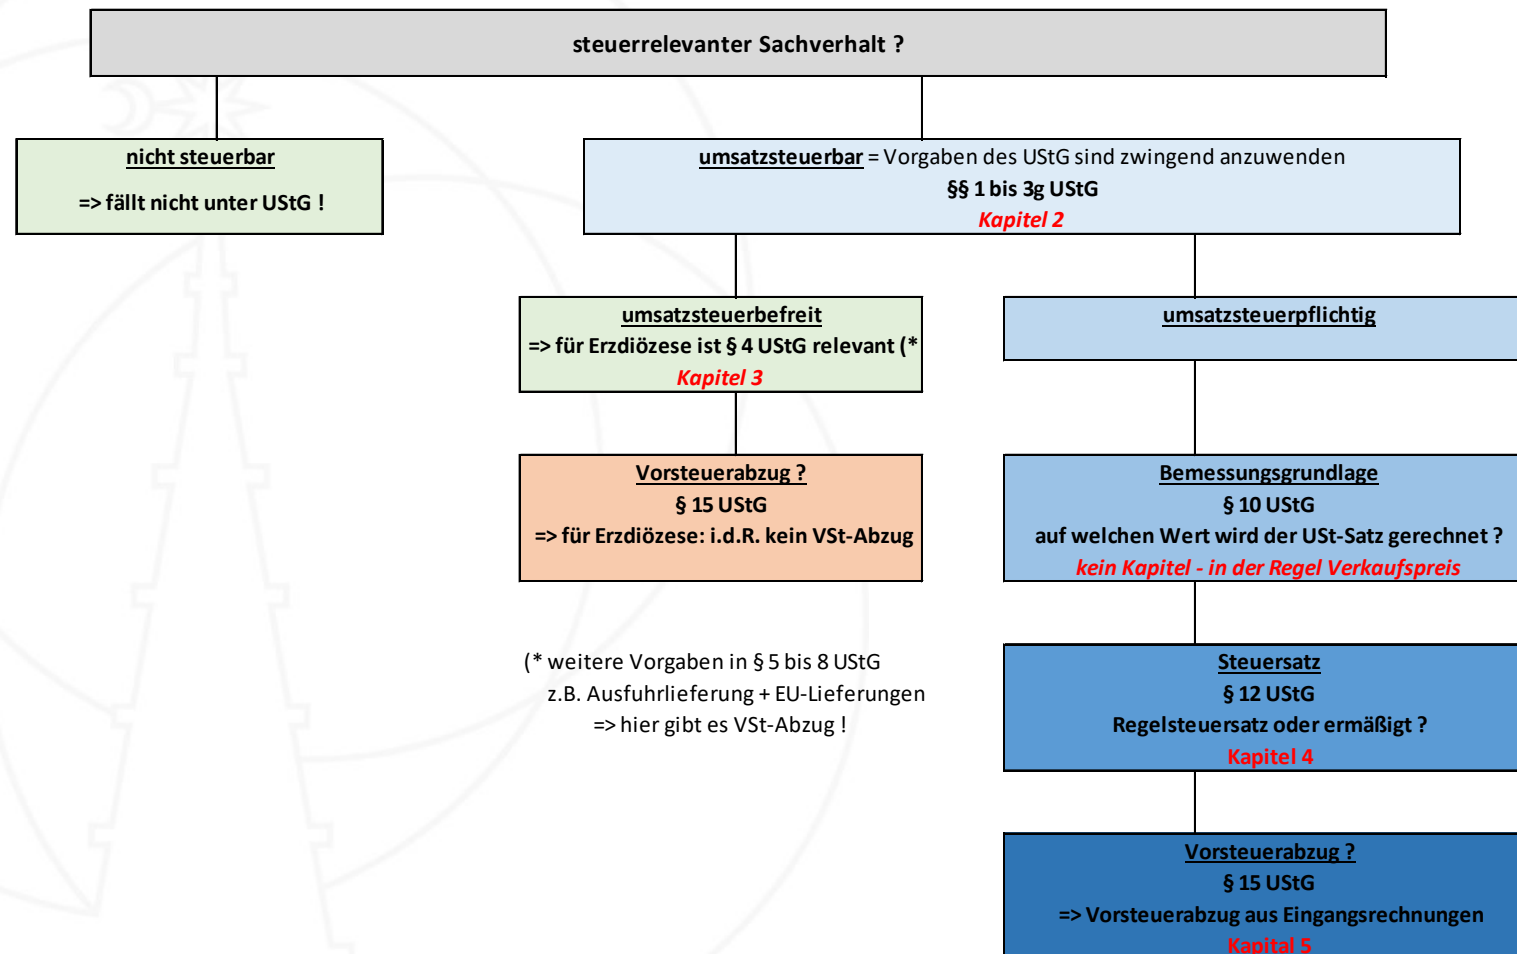 steuerrelevanter Sachverhalt ?
nicht steuerbar
=> fällt nicht unter UStG !
umsatzsteuerbar = Vorgaben des UStG sind zwingend anzuwenden
§§ 1 bis 3g UStG
Kapitel 2
umsatzsteuerbefreit
=> für Erzdiözese ist § 4 UStG relevant (*
Kapitel 3
umsatzsteuerpflichtig
Vorsteuerabzug ?
§ 15 UStG
=> für Erzdiözese: i.d.R. kein VSt-Abzug
Bemessungsgrundlage
§ 10 UStG
auf welchen Wert wird der USt-Satz gerechnet ?
kein Kapitel - in der Regel Verkaufspreis
(* weitere Vorgaben in § 5 bis 8 UStG
z.B. Ausfuhrlieferung + EU-Lieferungen
=> hier gibt es VSt-Abzug !
Steuersatz
§ 12 UStG
Regelsteuersatz oder ermäßigt ?
Kapitel 4
Vorsteuerabzug ?
§ 15 UStG
=> Vorsteuerabzug aus Eingangsrechnungen
Kapital 5